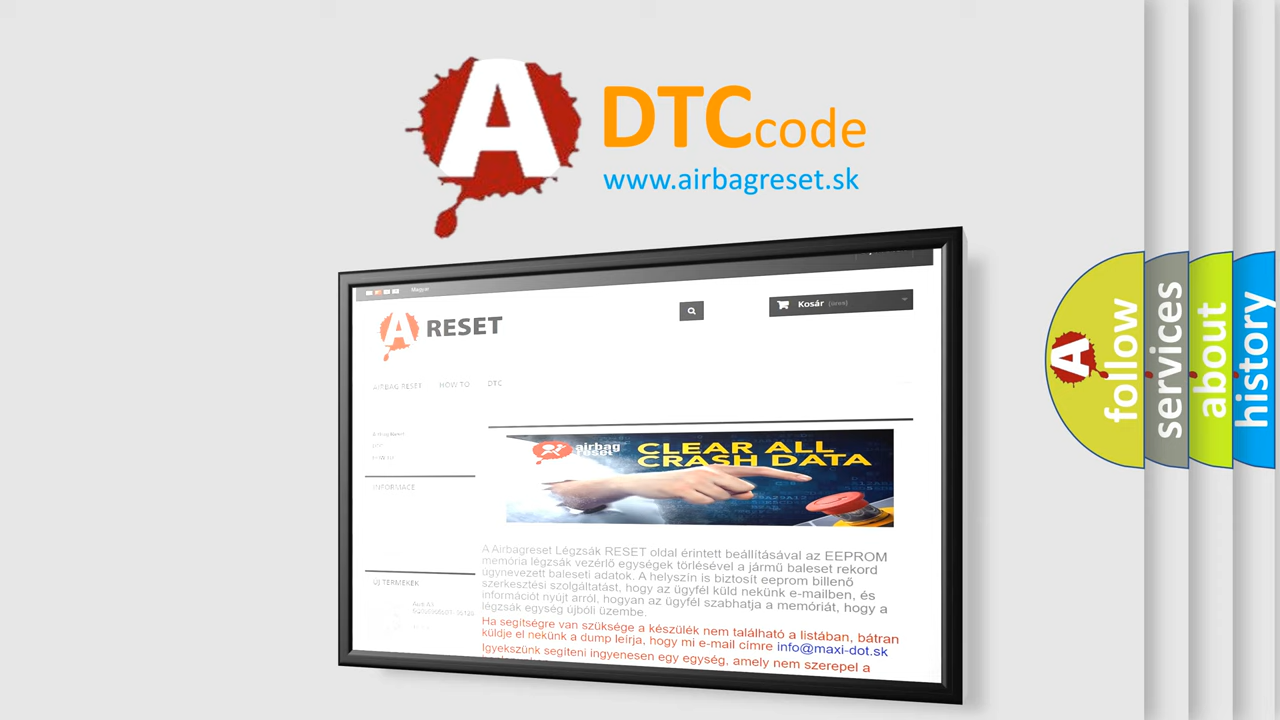 A DTC code
www.airbagreset.sk
Magyar
Kosár
A RESET
AIRBAG RESET HOW TO DTC
airbag
reset
CLEAR ALL
CRASH DATA
INFORMACE
A Airbagreset Légzsák RESET oldal érintett beállításával az EEPROM
memória légzsák vezérlő egységek törlésével a jármű baleset rekord
úgynevezett baleseti adatok. A helyszín is biztosít eeprom billenő
szerkesztési szolgáltatást, hogy az ügyfél küld nekünk e-mailben, és
információt nyújt arról, hogyan az ügyfél szabhatja a memóriát, hogy a
légzsák egység újbóli üzembe.
ÚJ TERMÉKEK
Ha segítségre van szüksége a készülék nem található a listában, bátran
küldje el nekünk a dump leírja, hogy mi e-mail címre info@maxi-dot.sk
Igyekszünk segíteni ingyenesen egy egység, amely nem szerepel a
A follow
services
about
history